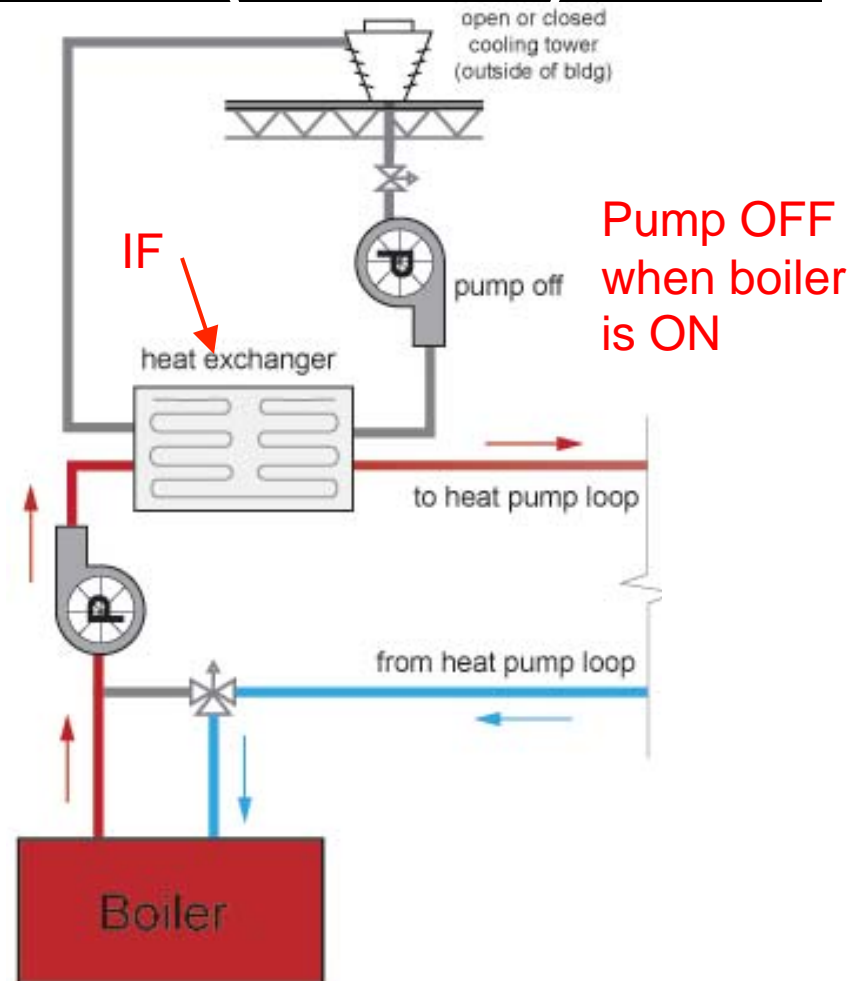 open or closed
cooling tower
(outside of bldg)
IF
Pump OFF
when boiler
is ON
P
pump off
heat exchanger
to heat pump loop
P
from heat pump loop
Boiler